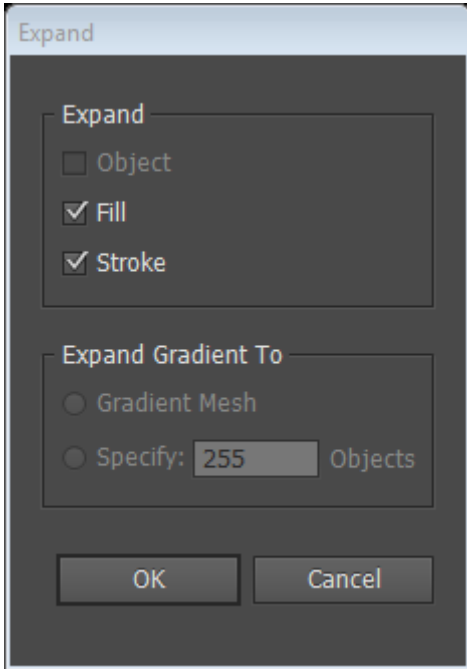 Expand
Expand
Object
Fill
Stroke
Expand Gradient To
Gradient Mesh
Specify: 255 Objects
OK Cancel